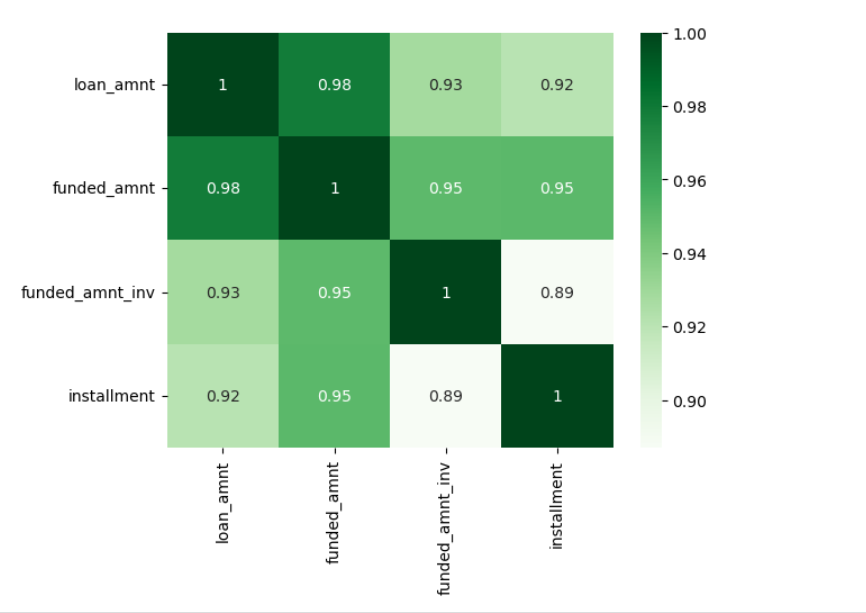 loan_amnt 1 0.98 0.93 0.92
funded_amnt 0.98 1 0.95 0.95
funded_amnt_inv 0.93 0.95 1 0.89
installment 0.92 0.95 0.89 1
loan_amnt
funded_amnt
funded_amnt_inv
installment
1.00
0.98
0.96
0.94
0.92
0.90